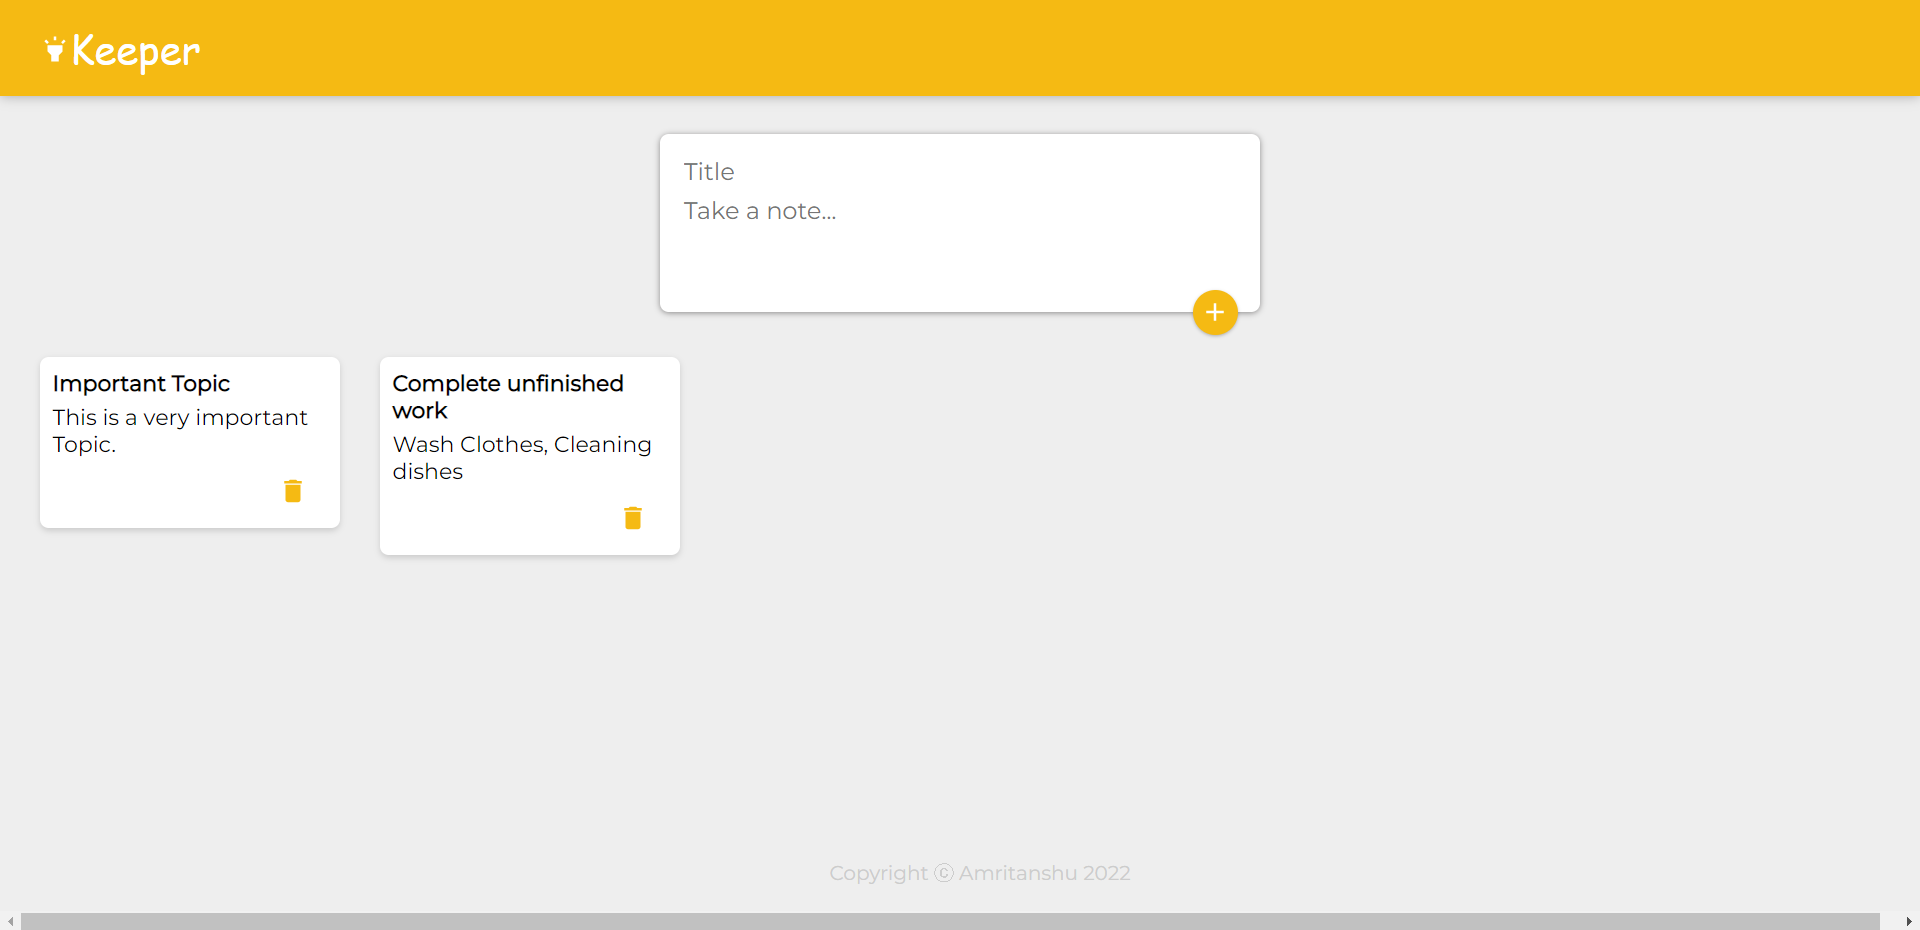 Keeper
Title
Take a note...
Important Topic
This is a very important
Topic.
Complete unfinished
work
Wash Clothes, Cleaning
dishes
Copyright ⓒ Amritanshu 2022